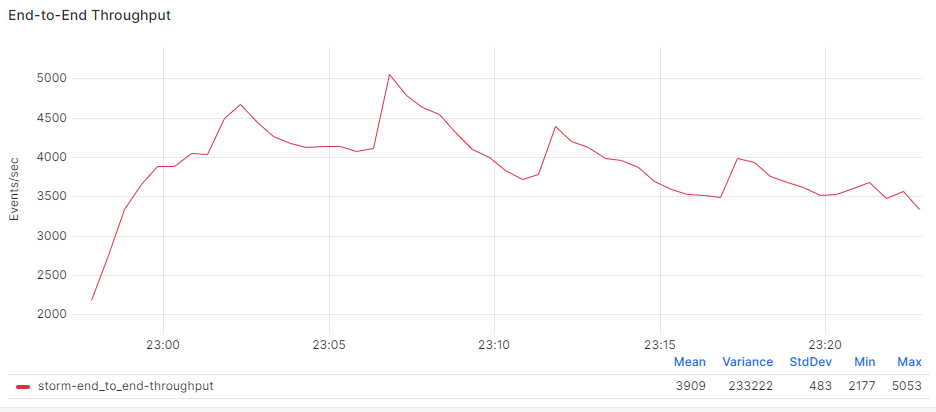 End-to-End Throughput
Events/sec
5000
4500
4000
3500
3000
2500
2000
23:00 23:05 23:10 23:15 23:20
Mean Variance StdDev Min Max
storm-end_to_end-throughput 3909 233222 483 2177 5053